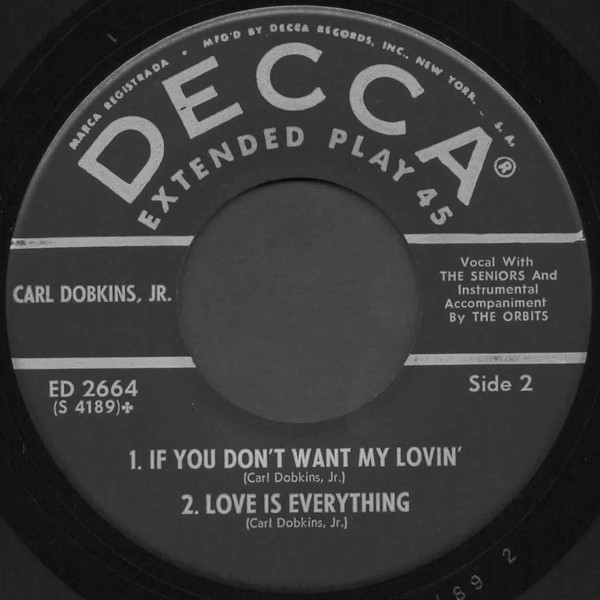 MARCA REGISTRADA • MFG'D BY DECCA RECORDS, INC., NEW YORK, U. S. A.
DECCA®
EXTENDED PLAY 45
CARL DOBKINS, JR.
Vocal With
THE SENIORS And
Instrumental
Accompaniment
By THE ORBITS
ED 2664
(S 4189)✤
Side 2
1. IF YOU DON'T WANT MY LOVIN'
(Carl Dobkins, Jr.)
2. LOVE IS EVERYTHING
(Carl Dobkins, Jr.)
189 2